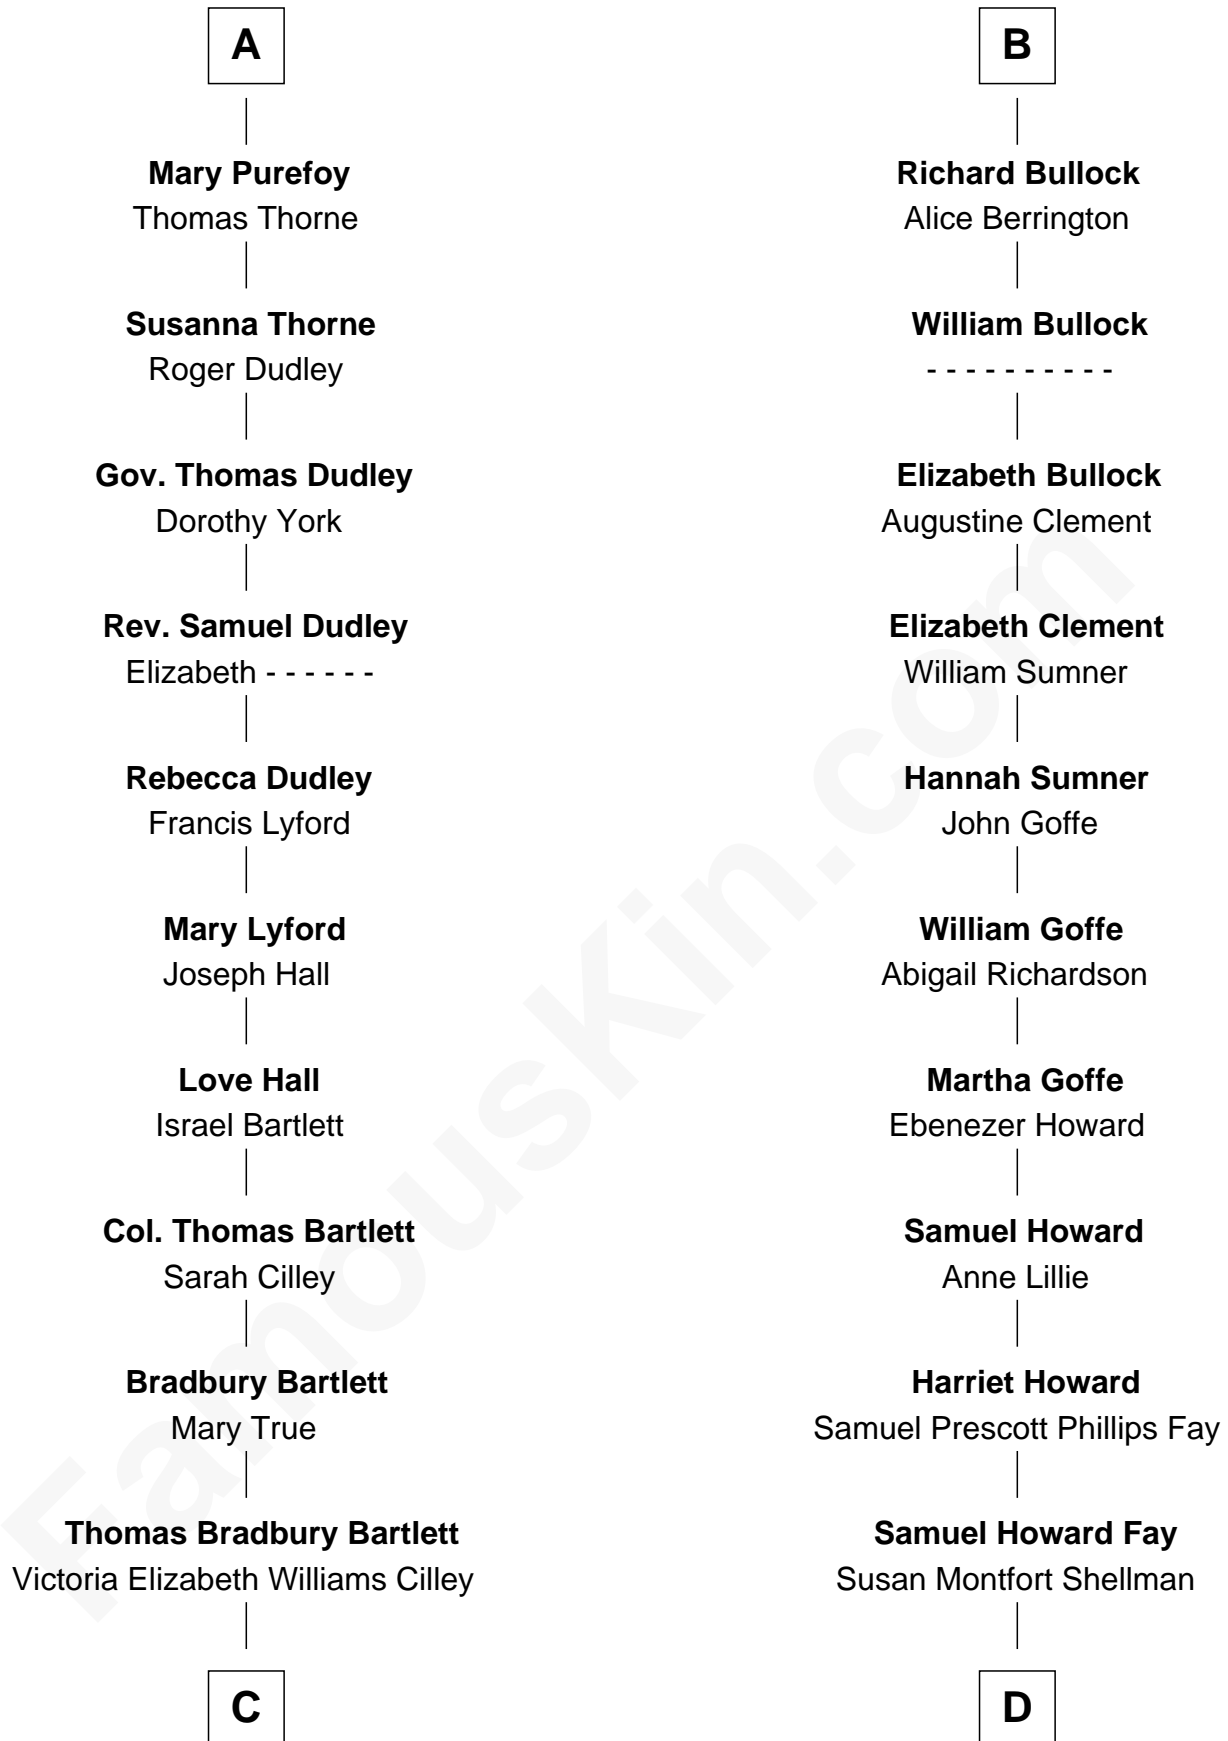 A
Mary Purefoy
Thomas Thorne
Susanna Thorne
Roger Dudley
Gov. Thomas Dudley
Dorothy York
Rev. Samuel Dudley
Elizabeth - - - - - -
Rebecca Dudley
Francis Lyford
Mary Lyford
Joseph Hall
Love Hall
Israel Bartlett
Col. Thomas Bartlett
Sarah Cilley
Bradbury Bartlett
Mary True
Thomas Bradbury Bartlett
Victoria Elizabeth Williams Cilley
C
B
Richard Bullock
Alice Berrington
William Bullock
- - - - - - - - - -
Elizabeth Bullock
Augustine Clement
Elizabeth Clement
William Sumner
Hannah Sumner
John Goffe
William Goffe
Abigail Richardson
Martha Goffe
Ebenezer Howard
Samuel Howard
Anne Lillie
Harriet Howard
Samuel Prescott Phillips Fay
Samuel Howard Fay
Susan Montfort Shellman
D
FamousKin.com